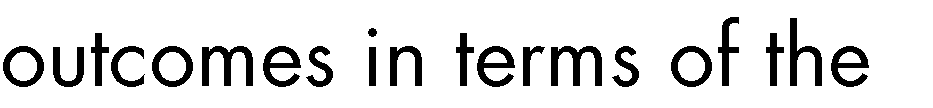 outcomes in terms of the